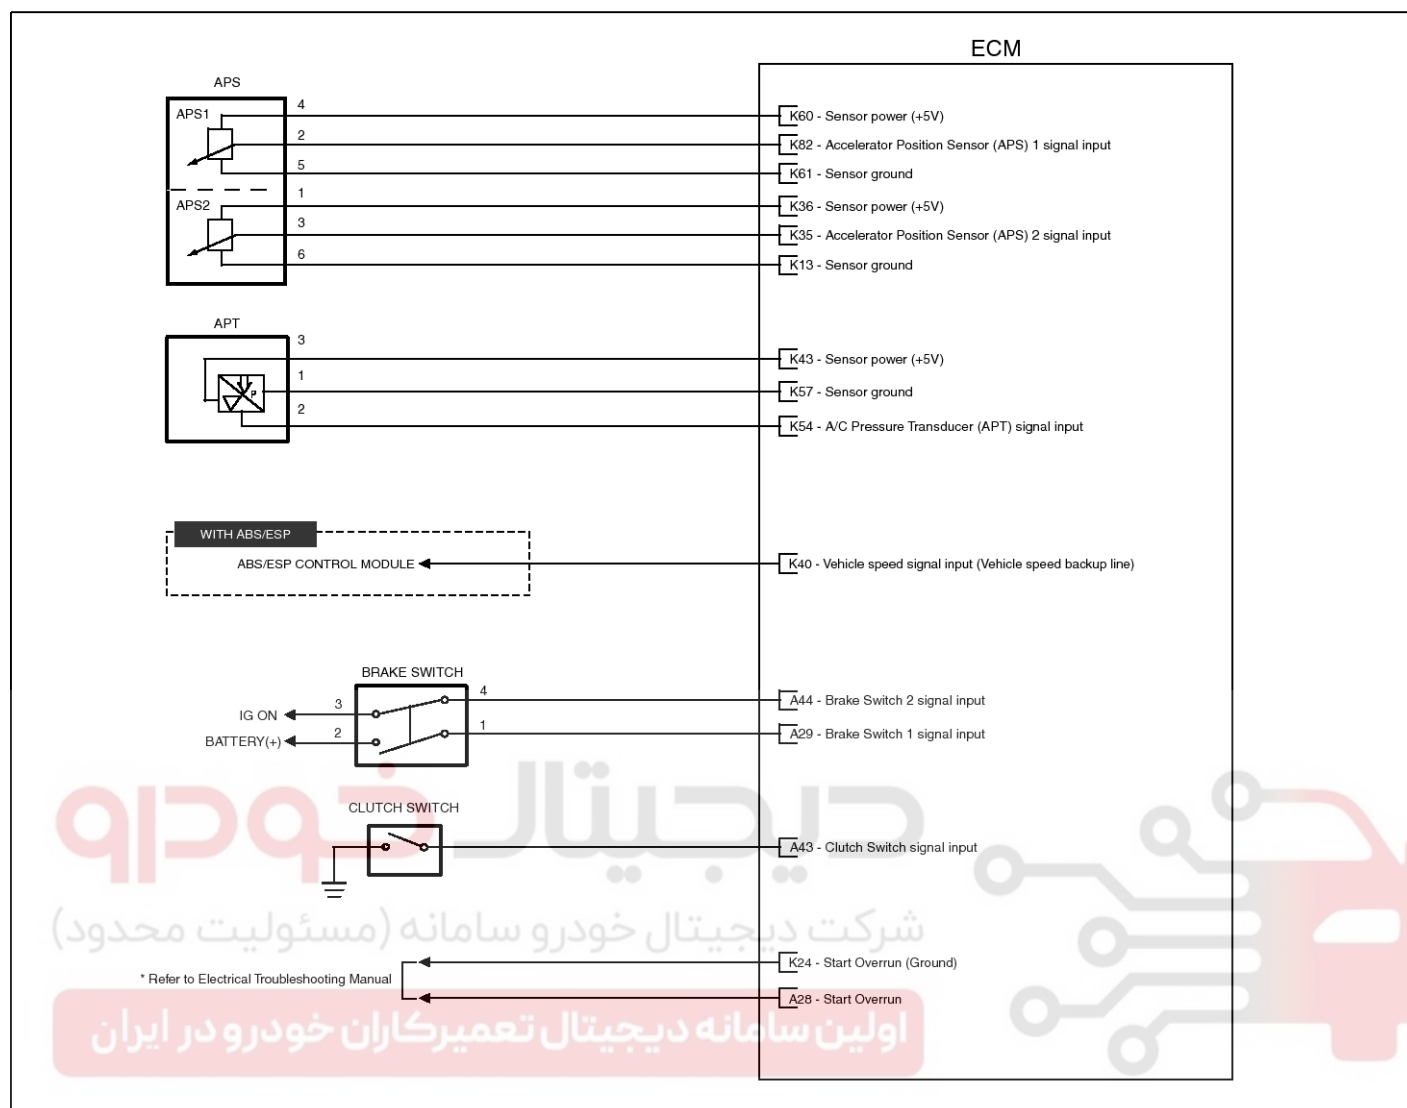 ECM
APS
APS1
4
K60 - Sensor power (+5V)
2
K82 - Accelerator Position Sensor (APS) 1 signal input
5
K61 - Sensor ground
APS2
1
K36 - Sensor power (+5V)
3
K35 - Accelerator Position Sensor (APS) 2 signal input
6
K13 - Sensor ground
APT
3
K43 - Sensor power (+5V)
1
K57 - Sensor ground
P
2
K54 - A/C Pressure Transducer (APT) signal input
WITH ABS/ESP
ABS/ESP CONTROL MODULE
K40 - Vehicle speed signal input (Vehicle speed backup line)
BRAKE SWITCH
IG ON
3
4
A44 - Brake Switch 2 signal input
BATTERY(+)
2
1
A29 - Brake Switch 1 signal input
دیجیتال خودرو
CLUTCH SWITCH
A43 - Clutch Switch signal input
شرکت دیجیتال خودرو سامانه (مسئولیت محدود)
* Refer to Electrical Troubleshooting Manual
K24 - Start Overrun (Ground)
A28 - Start Overrun
اولین سامانه دیجیتال تعمیرکاران خودرو در ایران